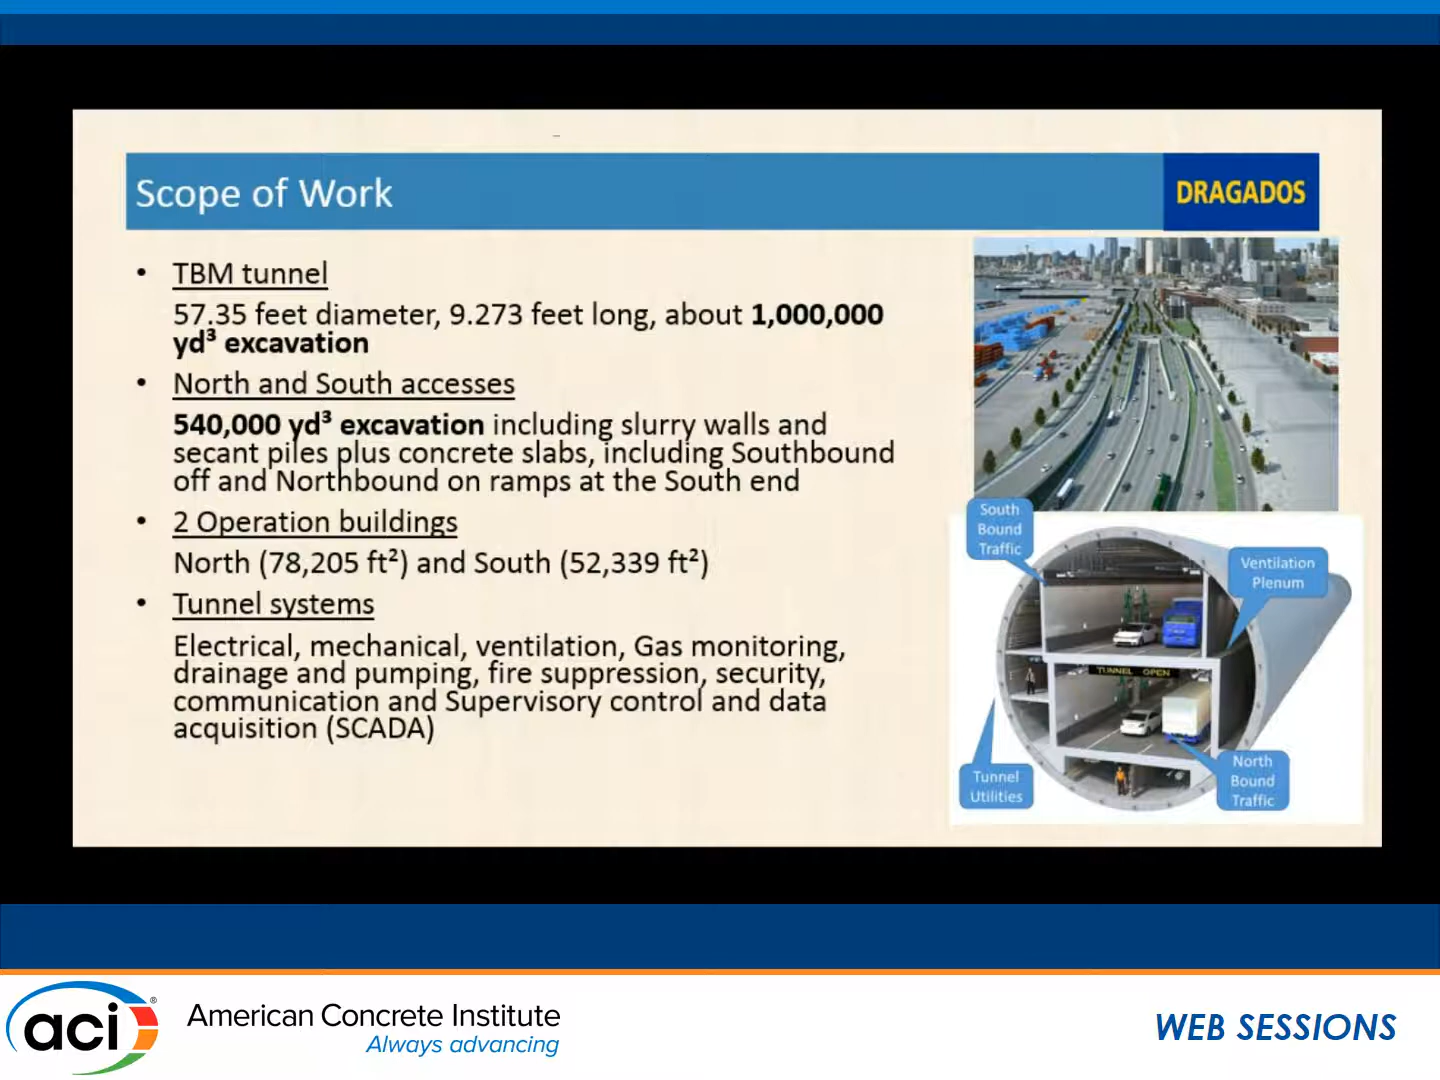 Scope of Work
DRAGADOS
• TBM tunnel
57.35 feet diameter, 9.273 feet long, about 1,000,000
yd³ excavation
• North and South accesses
540,000 yd³ excavation including slurry walls and
secant piles plus concrete slabs, including Southbound
off and Northbound on ramps at the South end
• 2 Operation buildings
North (78,205 ft²) and South (52,339 ft²)
• Tunnel systems
Electrical, mechanical, ventilation, Gas monitoring,
drainage and pumping, fire suppression, security,
communication and Supervisory control and data
acquisition (SCADA)
South
Bound
Traffic
Ventilation
Plenum
TUNNEL OPEN
Tunnel
Utilities
North
Bound
Traffic
aci®
American Concrete Institute
Always advancing
WEB SESSIONS